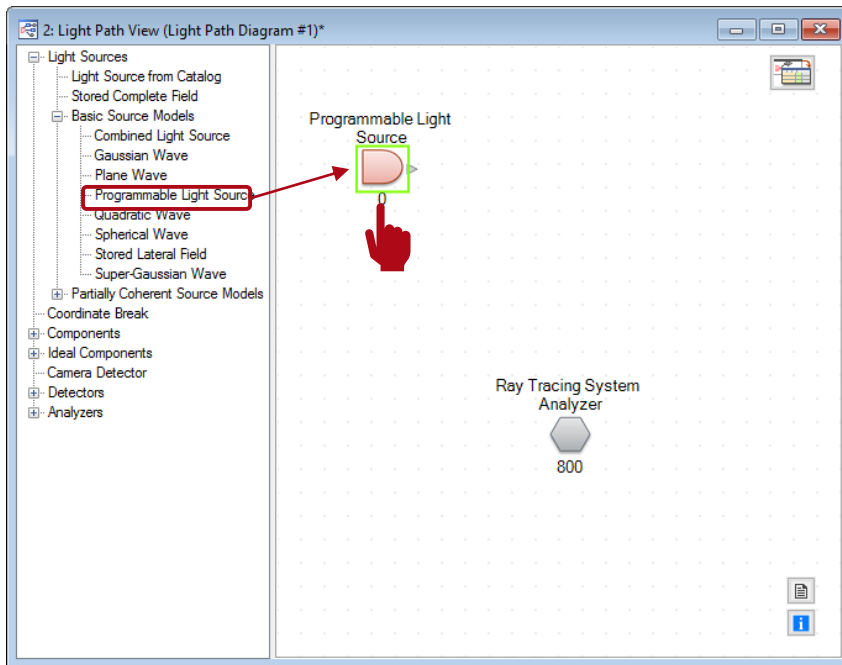 2: Light Path View (Light Path Diagram #1)*
Light Sources
Light Source from Catalog
Stored Complete Field
Basic Source Models
Combined Light Source
Gaussian Wave
Plane Wave
Programmable Light Source
Quadratic Wave
Spherical Wave
Stored Lateral Field
Super-Gaussian Wave
Partially Coherent Source Models
Coordinate Break
Components
Ideal Components
Camera Detector
Detectors
Analyzers
Programmable Light
Source
0
Ray Tracing System
Analyzer
800